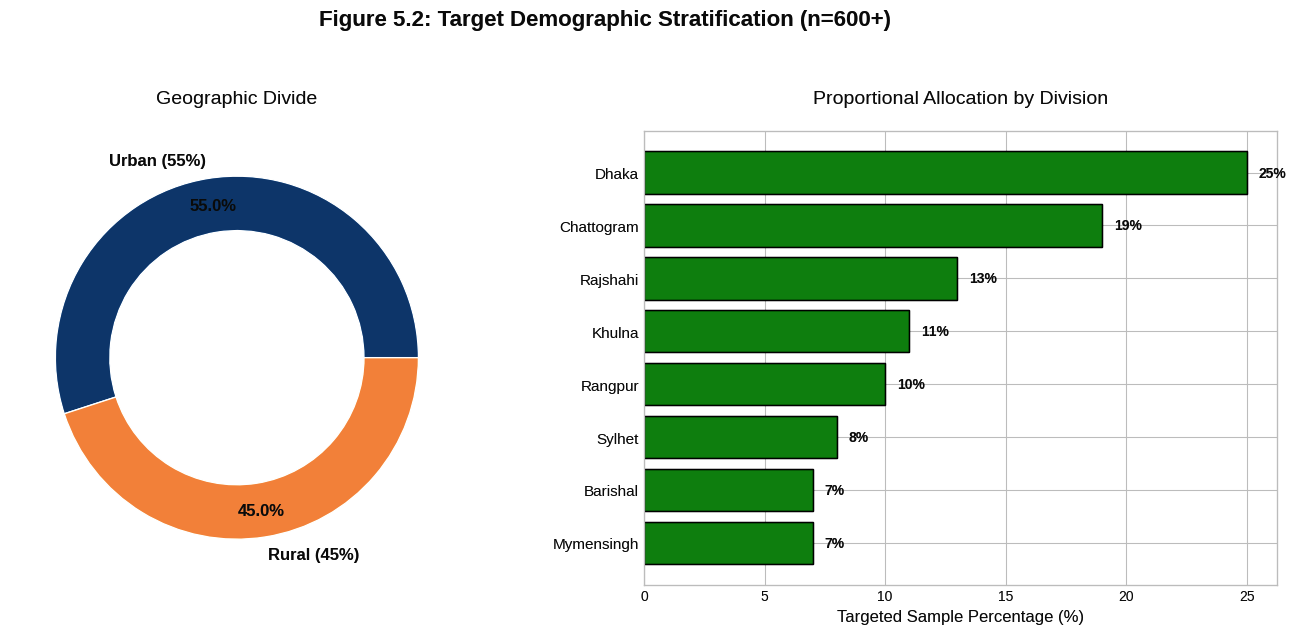 Figure 5.2: Target Demographic Stratification (n=600+)
Geographic Divide
Urban (55%)
55.0%
45.0%
Rural (45%)
Proportional Allocation by Division
Dhaka 25%
Chattogram 19%
Rajshahi 13%
Khulna 11%
Rangpur 10%
Sylhet 8%
Barishal 7%
Mymensingh 7%
0 5 10 15 20 25
Targeted Sample Percentage (%)